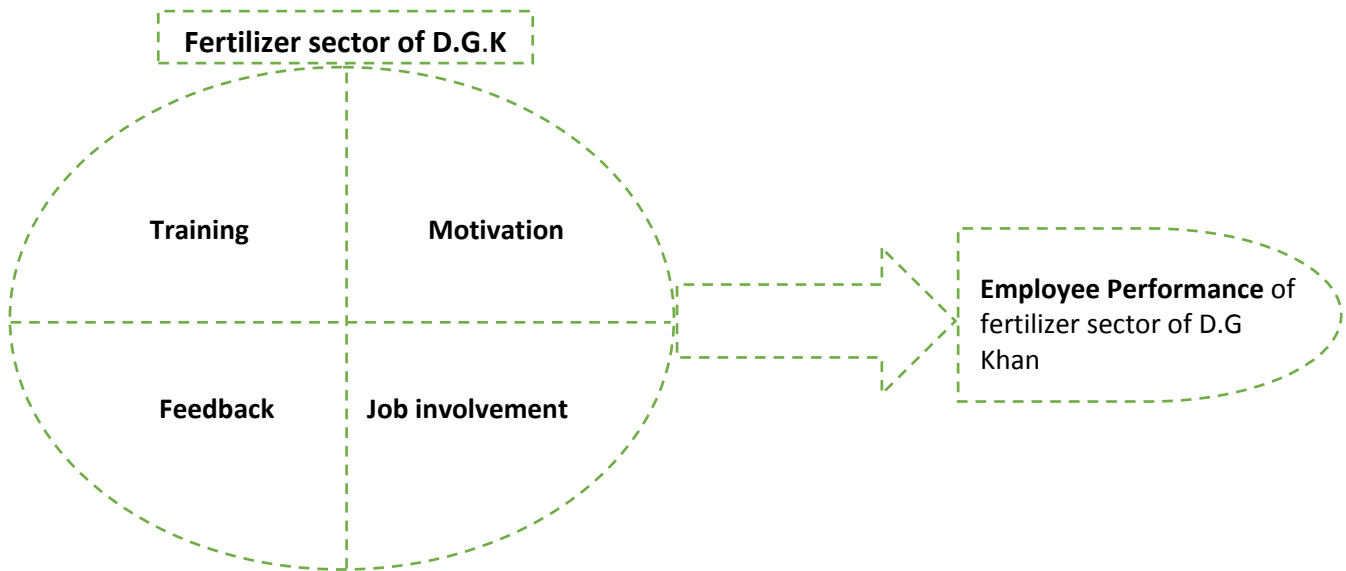 Fertilizer sector of D.G.K
Training
Motivation
Feedback
Job involvement
Employee Performance of
fertilizer sector of D.G
Khan